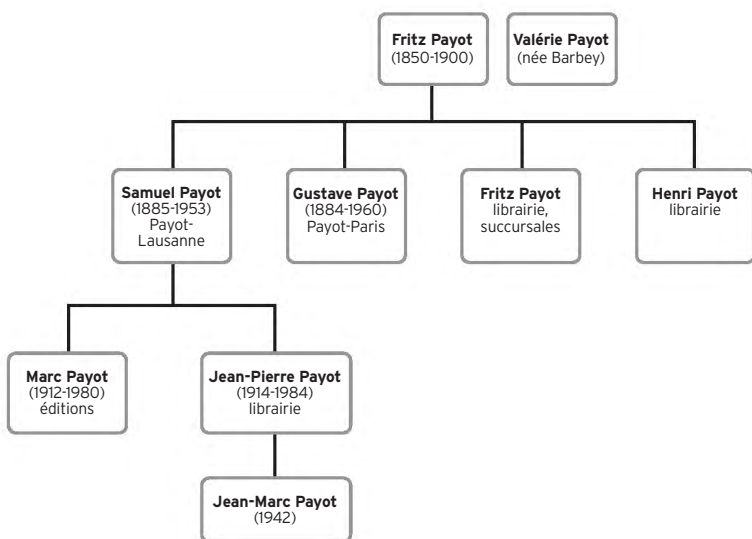 Fritz Payot
(1850-1900)
Valérie Payot
(née Barbey)
Samuel Payot
(1885-1953)
Payot-
Lausanne
Gustave Payot
(1884-1960)
Payot-Paris
Fritz Payot
librairie,
succursales
Henri Payot
librairie
Marc Payot
(1912-1980)
éditions
Jean-Pierre Payot
(1914-1984)
librairie
Jean-Marc Payot
(1942)